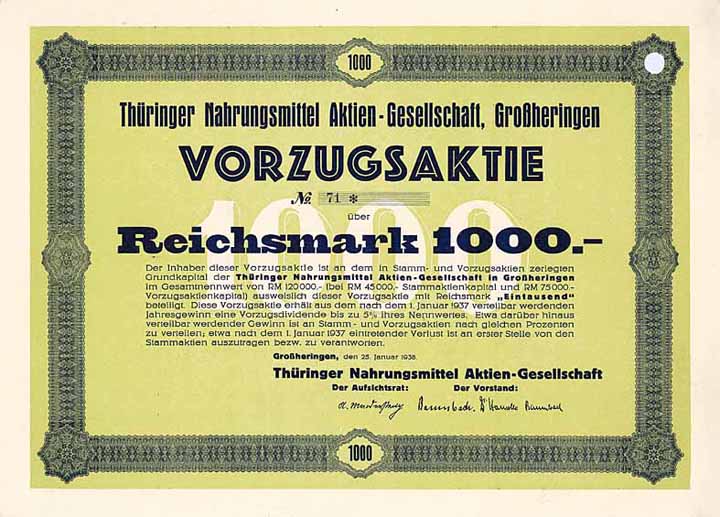 1000
Thüringer Nahrungsmittel Aktien-Gesellschaft, Großheringen
VORZUGSAKTIE
No. 71 *
über
1000
Reichsmark 1000.-
Der Inhaber dieser Vorzugsaktie ist an dem in Stamm- und Vorzugsaktien zerlegten
Grundkapital der Thüringer Nahrungsmittel Aktien-Gesellschaft in Großheringen
im Gesamtnennwert von RM 120000.- (bei RM 45000.- Stammaktienkapital und RM 75000.-
Vorzugsaktienkapital) ausweislich dieser Vorzugsaktie mit Reichsmark „Eintausend"
beteiligt. Diese Vorzugsaktie erhält aus dem nach dem 1. Januar 1937 verteilbar werdenden
Jahresgewinn eine Vorzugsdividende bis zu 5% ihres Nennwertes. Etwa darüber hinaus
verteilbar werdender Gewinn ist an Stamm- und Vorzugsaktien nach gleichen Prozenten
zu verteilen; etwa nach dem 1. Januar 1937 eintretender Verlust ist an erster Stelle von den
Stammaktien auszutragen bezw. zu verantworten.
Großheringen, den 25. Januar 1938.
Thüringer Nahrungsmittel Aktien-Gesellschaft
Der Aufsichtsrat: Der Vorstand:
1000